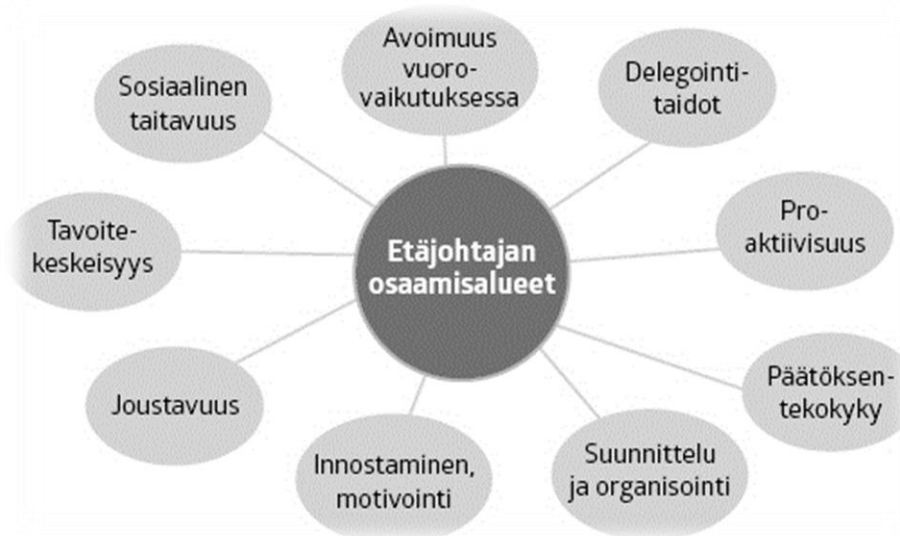 Avoimuus
vuoro-
vaikutuksessa
Delegointi-
taidot
Pro-
aktiivisuus
Päätöksen-
tekokyky
Suunnittelu
ja organisointi
Innostaminen,
motivointi
Joustavuus
Tavoite-
keskeisyys
Sosiaalinen
taitavuus
Etäjohtajan
osaamisalueet